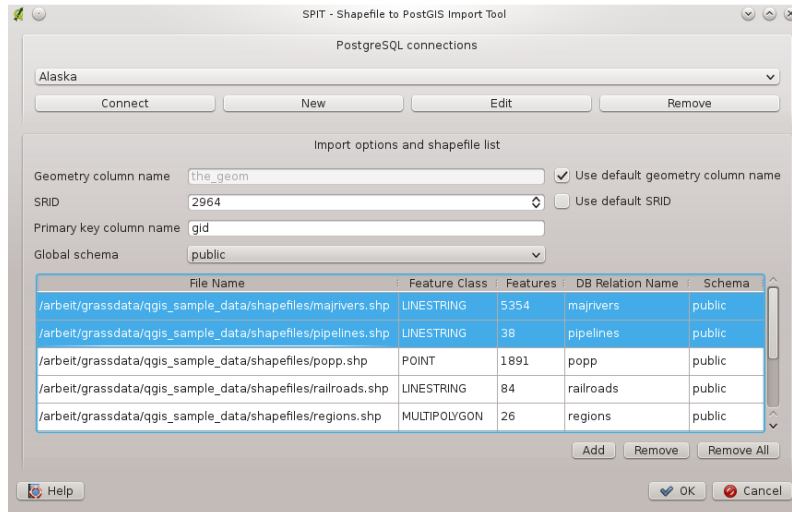 SPIT - Shapefile to PostGIS Import Tool
PostgreSQL connections
Alaska
Connect New Edit Remove
Import options and shapefile list
Geometry column name the_geom Use default geometry column name
SRID 2964 Use default SRID
Primary key column name gid
Global schema public
File Name Feature Class Features DB Relation Name Schema
/arbeit/grassdata/qgis_sample_data/shapefiles/majrivers.shp LINESTRING 5354 majrivers public
/arbeit/grassdata/qgis_sample_data/shapefiles/pipelines.shp LINESTRING 38 pipelines public
/arbeit/grassdata/qgis_sample_data/shapefiles/popp.shp POINT 1891 popp public
/arbeit/grassdata/qgis_sample_data/shapefiles/railroads.shp LINESTRING 84 railroads public
/arbeit/grassdata/qgis_sample_data/shapefiles/regions.shp MULTIPOLYGON 26 regions public
Add Remove Remove All
Help OK Cancel